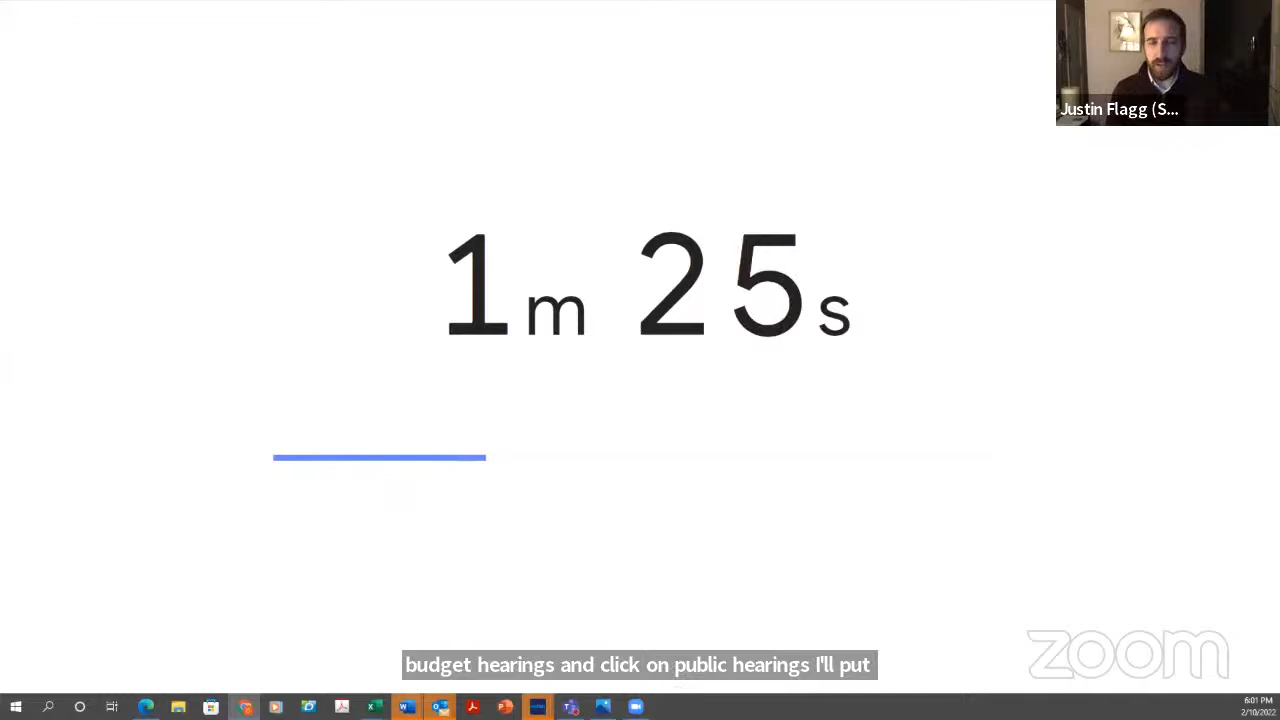 Justin Flagg (S...
1m 25s
budget hearings and click on public hearings I'll put
zoom
6:01 PM
2/10/2022